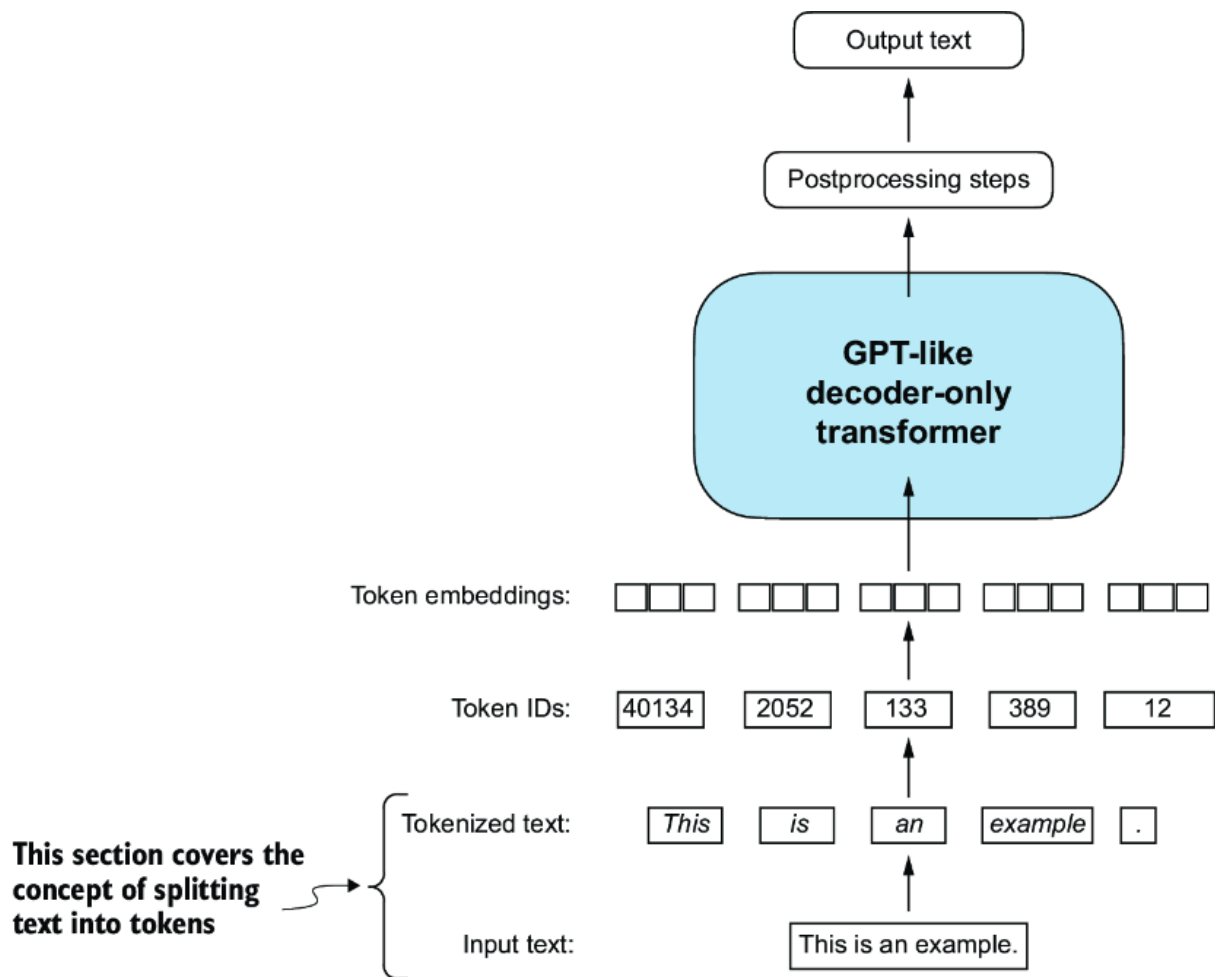 Output text
Postprocessing steps
GPT-like
decoder-only
transformer
Token embeddings:
Token IDs: 40134 2052 133 389 12
Tokenized text: This is an example .
This section covers the
concept of splitting
text into tokens
Input text: This is an example.